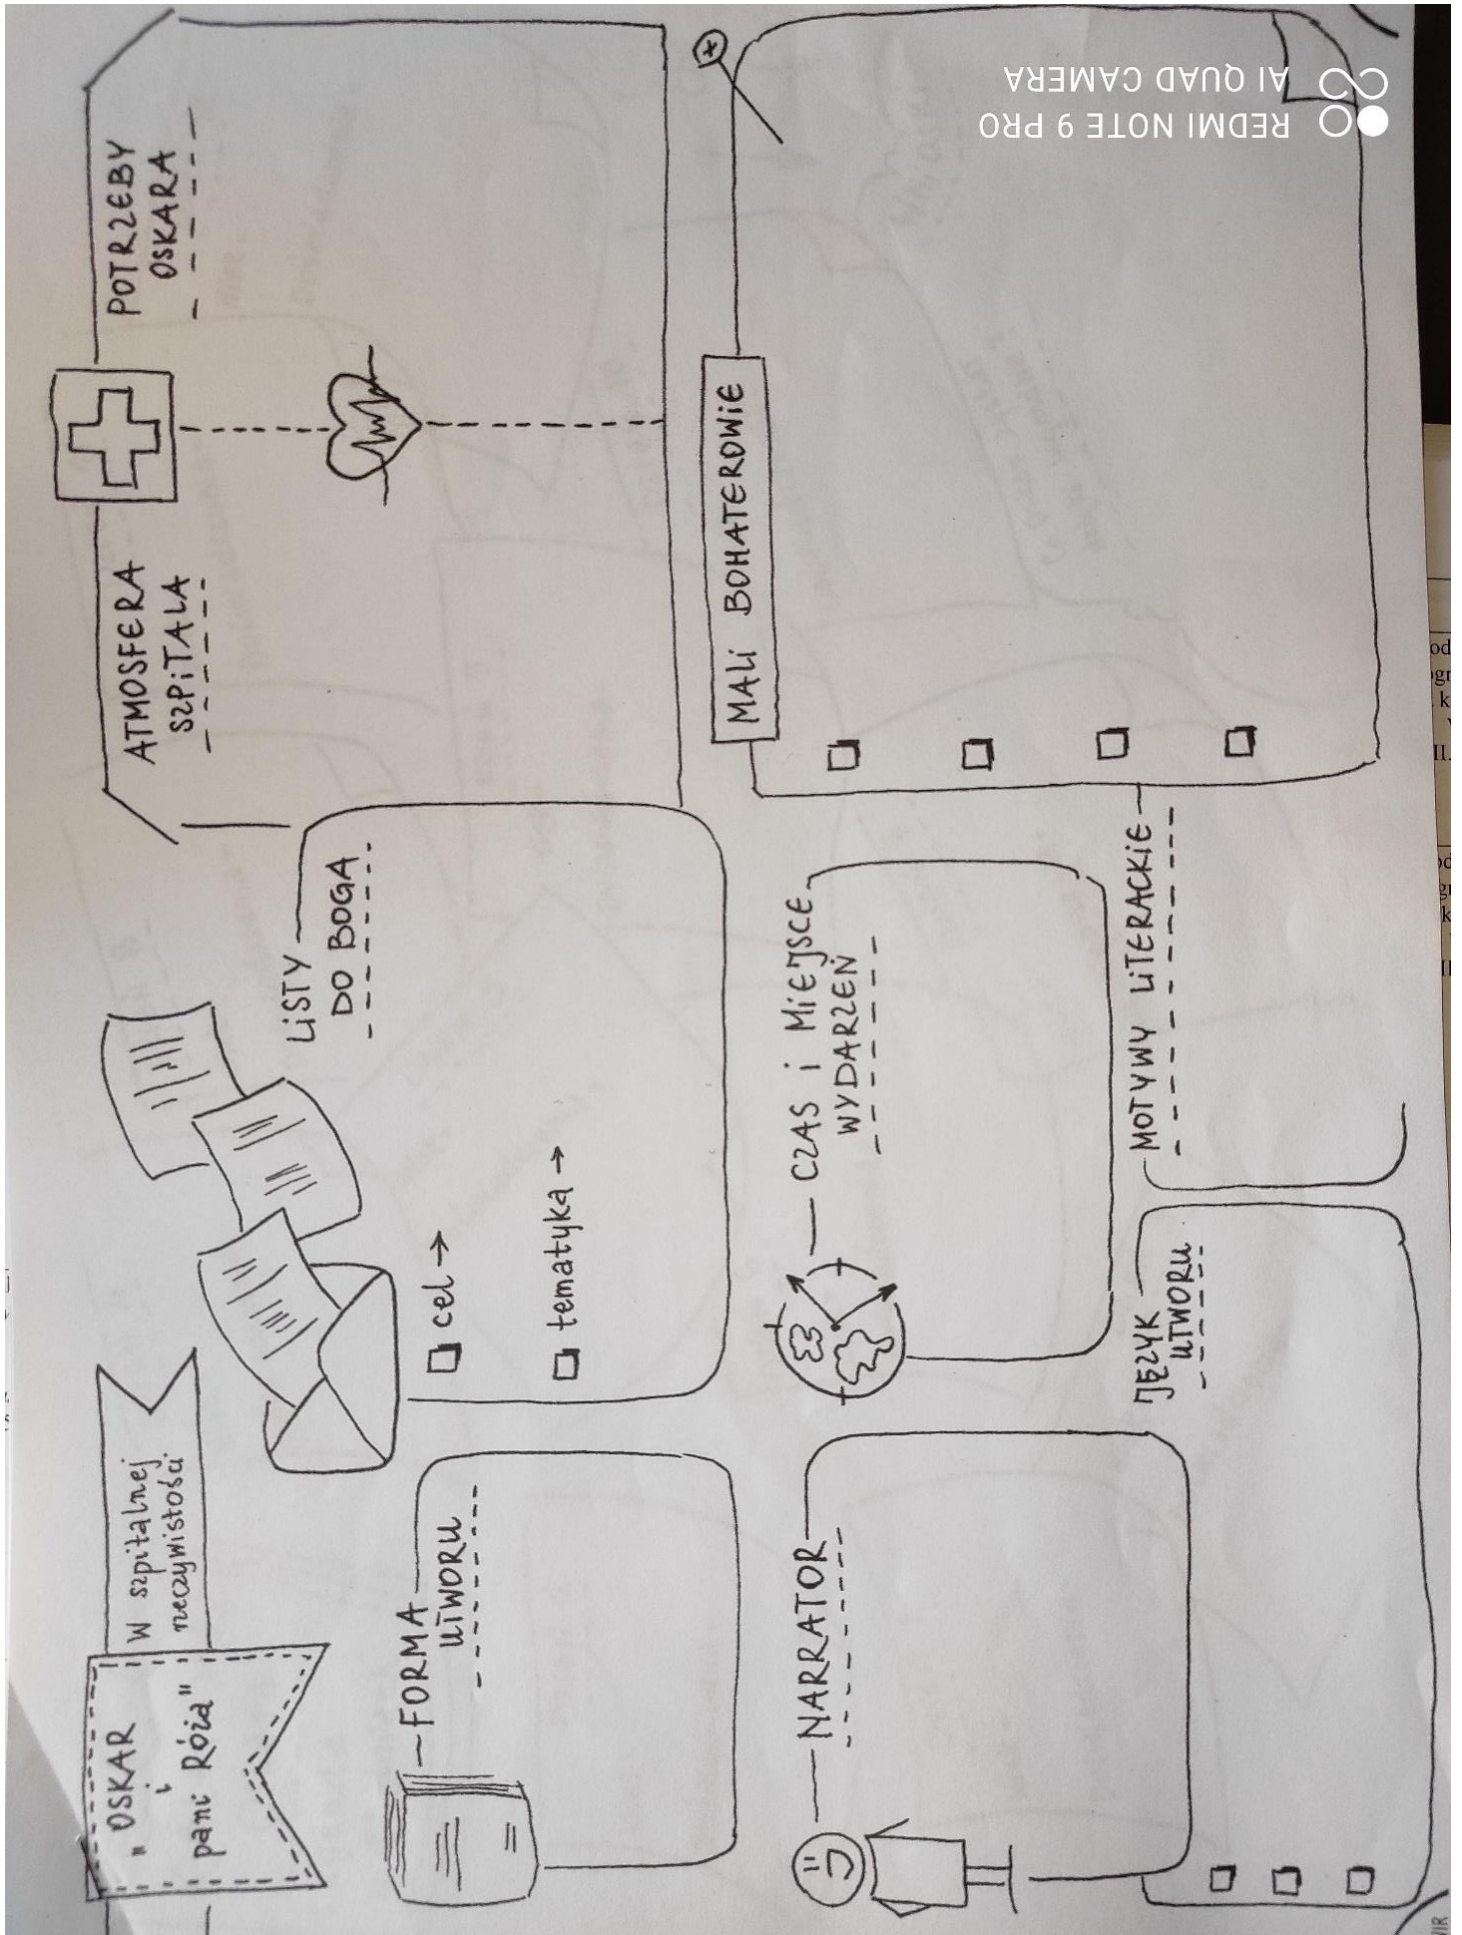 „OSKAR
i
pani Róża"
W szpitalnej
rzeczywistości
LiSTY
DO BOGA
cel →
tematyka →
ATMOSFERA
SZPiTALA
POTRZEBY
OSKARA
FORMA
UTWORU
NARRATOR
CZAS i MiEJSCE
WYDARZEŃ
MALi BOHATEROWiE
JĘZYK
UTWORU
MOTYWY LiTERACKiE
REDMI NOTE 9 PRO
AI QUAD CAMERA